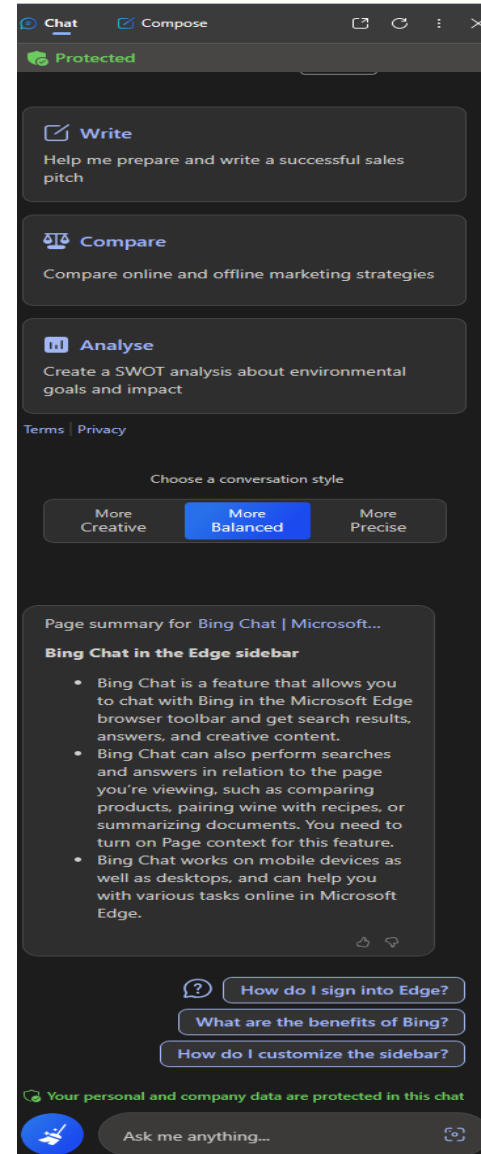 Chat Compose
Protected
Write
Help me prepare and write a successful sales
pitch
Compare
Compare online and offline marketing strategies
Analyse
Create a SWOT analysis about environmental
goals and impact
Terms | Privacy
Choose a conversation style
More
Creative
More
Balanced
More
Precise
Page summary for Bing Chat | Microsoft...
Bing Chat in the Edge sidebar
• Bing Chat is a feature that allows you
to chat with Bing in the Microsoft Edge
browser toolbar and get search results,
answers, and creative content.
• Bing Chat can also perform searches
and answers in relation to the page
you're viewing, such as comparing
products, pairing wine with recipes, or
summarizing documents. You need to
turn on Page context for this feature.
• Bing Chat works on mobile devices as
well as desktops, and can help you
with various tasks online in Microsoft
Edge.
How do I sign into Edge?
What are the benefits of Bing?
How do I customize the sidebar?
Your personal and company data are protected in this chat
Ask me anything...